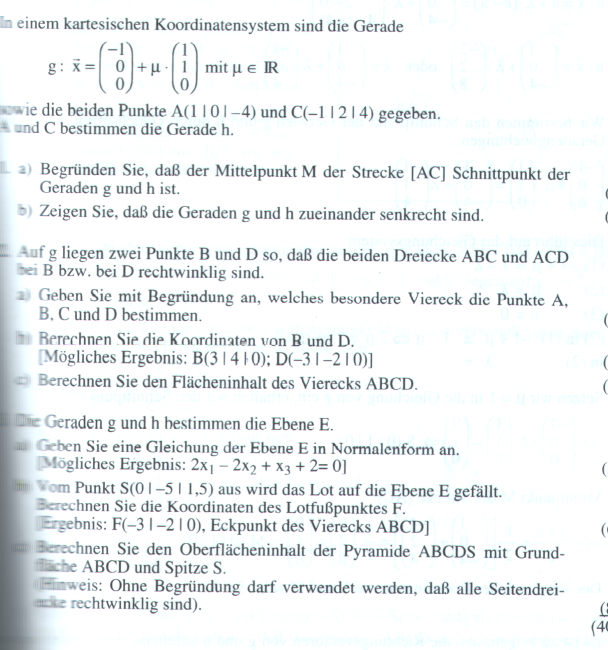 In einem kartesischen Koordinatensystem sind die Gerade
g: x⃗ = (-1 0 0) + μ · (1 1 0) mit μ ∈ ℝ
sowie die beiden Punkte A(1 | 0 | −4) und C(−1 | 2 | 4) gegeben.
A und C bestimmen die Gerade h.
a) Begründen Sie, daß der Mittelpunkt M der Strecke [AC] Schnittpunkt der
Geraden g und h ist.
b) Zeigen Sie, daß die Geraden g und h zueinander senkrecht sind.
Auf g liegen zwei Punkte B und D so, daß die beiden Dreiecke ABC und ACD
bei B bzw. bei D rechtwinklig sind.
a) Geben Sie mit Begründung an, welches besondere Viereck die Punkte A,
B, C und D bestimmen.
b) Berechnen Sie die Koordinaten von B und D.
[Mögliches Ergebnis: B(3 | 4 | 0); D(−3 | −2 | 0)]
c) Berechnen Sie den Flächeninhalt des Vierecks ABCD.
Die Geraden g und h bestimmen die Ebene E.
a) Geben Sie eine Gleichung der Ebene E in Normalenform an.
[Mögliches Ergebnis: 2x₁ − 2x₂ + x₃ + 2= 0]
b) Vom Punkt S(0 | −5 | 1,5) aus wird das Lot auf die Ebene E gefällt.
Berechnen Sie die Koordinaten des Lotfußpunktes F.
[Ergebnis: F(−3 | −2 | 0), Eckpunkt des Vierecks ABCD]
c) Berechnen Sie den Oberflächeninhalt der Pyramide ABCDS mit Grund-
fläche ABCD und Spitze S.
(Hinweis: Ohne Begründung darf verwendet werden, daß alle Seitendrei-
ecke rechtwinklig sind).
(8
(40